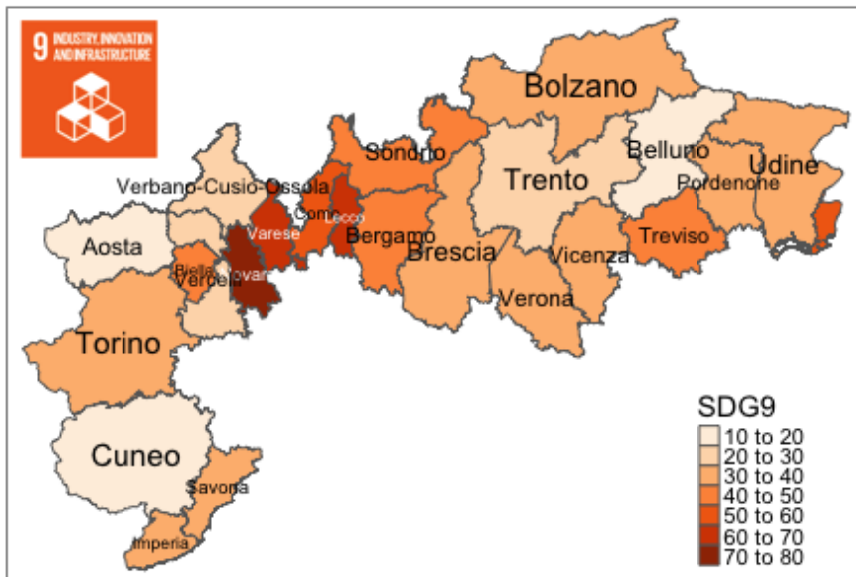 9 INDUSTRY, INNOVATION
AND INFRASTRUCTURE
Bolzano
Sondrio
Belluno
Udine
Verbano-Cusio-Ossola
Trento
Pordenone
Como
Lecco
Varese
Aosta
Bergamo
Treviso
Brescia
Vicenza
Biella
Verona
Torino
SDG9
10 to 20
20 to 30
30 to 40
40 to 50
50 to 60
60 to 70
70 to 80
Cuneo
Savona
Imperia